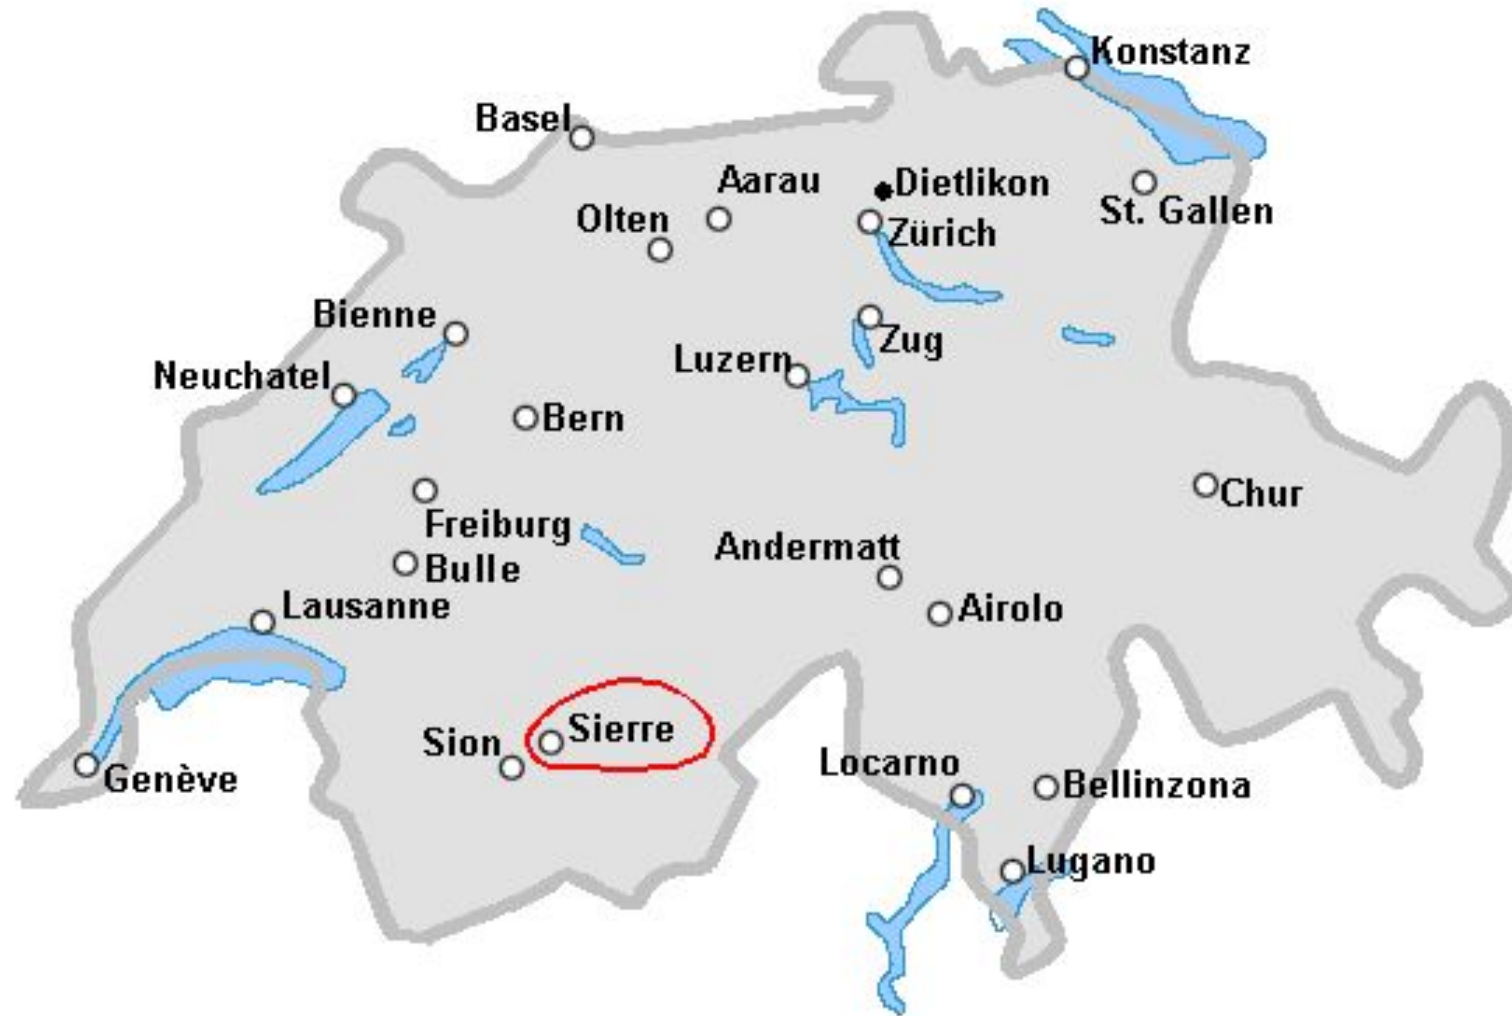 Konstanz
Basel
Aarau
Dietlikon
Olten
Zürich
St. Gallen
Bienne
Zug
Luzern
Neuchatel
Bern
Chur
Freiburg
Andermatt
Bulle
Lausanne
Airolo
Sierre
Sion
Locarno
Genève
Bellinzona
Lugano